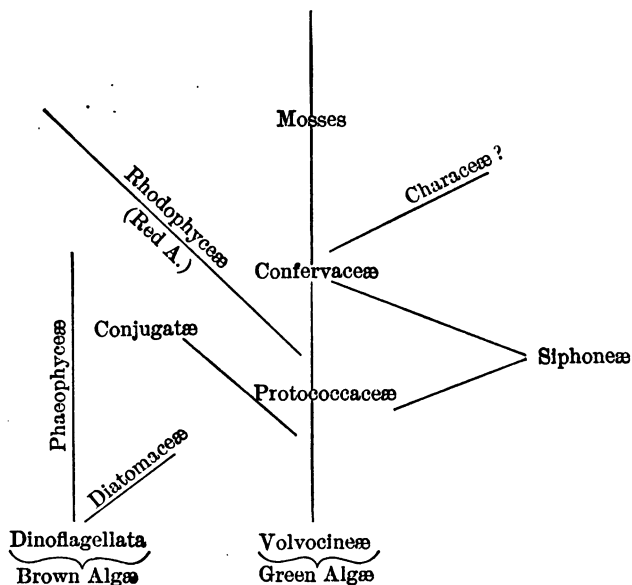 Mosses
Characeæ ?
Rhodophyceæ
(Red A.)
Confervaceæ
Conjugatæ
Siphoneæ
Phaeophyceæ
Protococcaceæ
Diatomaceæ
Dinoflagellata
Volvocineæ
Brown Algæ
Green Algæ